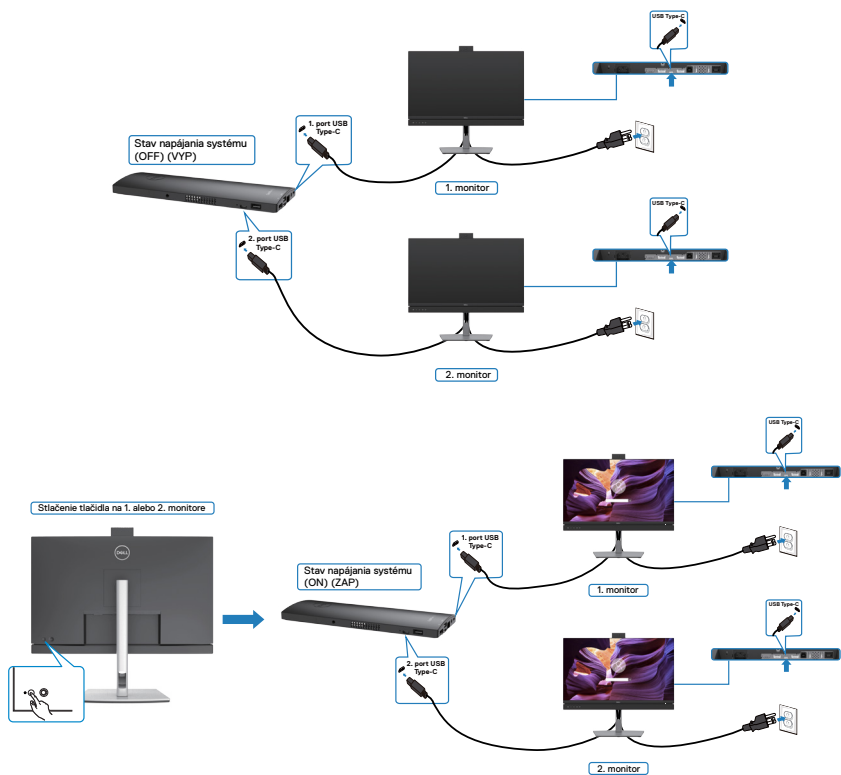 USB Type-C
1. port USB
Type-C
Stav napájania systému
(OFF) (VYP)
1. monitor
USB Type-C
2. port USB
Type-C
2. monitor
USB Type-C
Stlačenie tlačidla na 1. alebo 2. monitore
1. port USB
Type-C
DELL
Stav napájania systému
(ON) (ZAP)
1. monitor
USB Type-C
2. port USB
Type-C
2. monitor